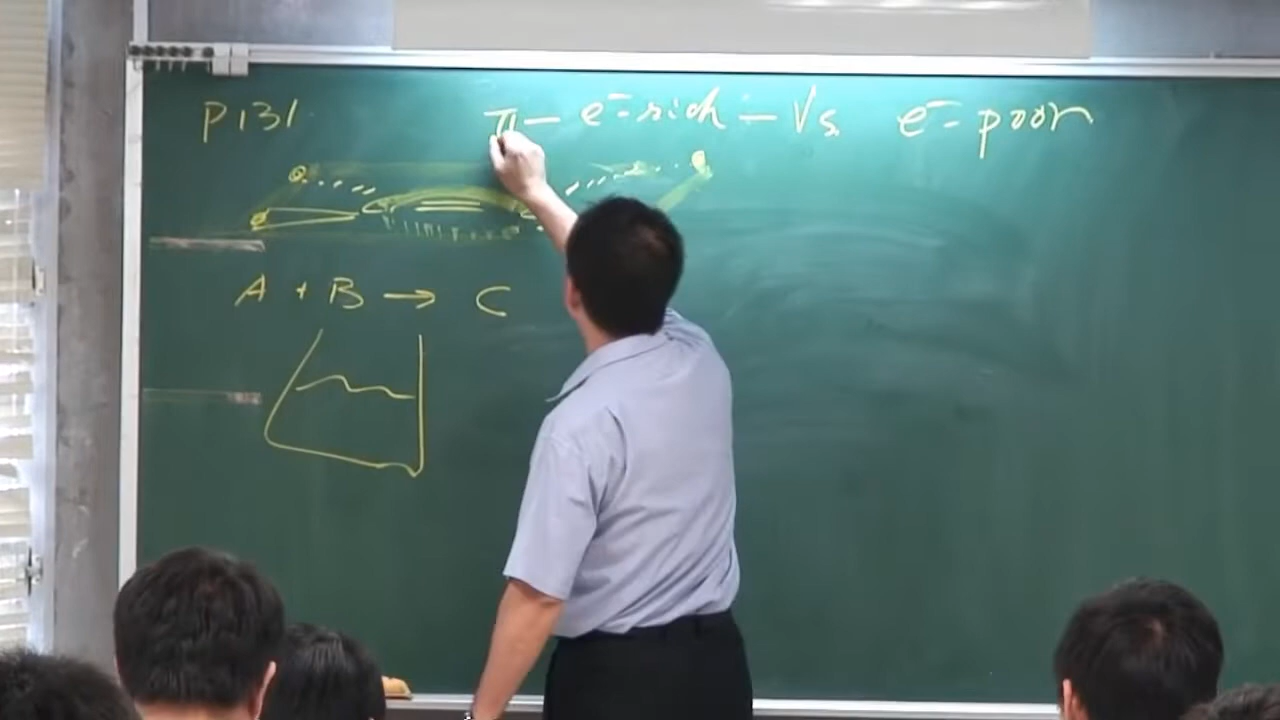 P131
π- e⁻-rich - Vs. e⁻- poor
A + B → C